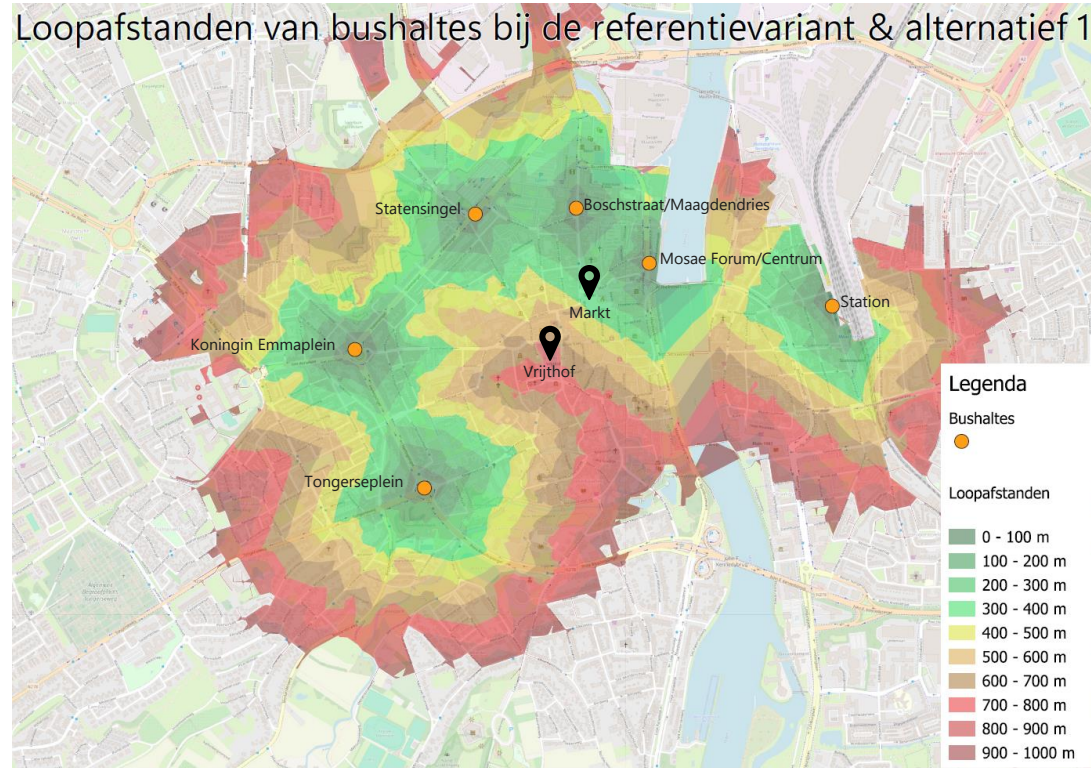 Loopafstanden van bushaltes bij de referentievariant & alternatief 1
Statensingel
Boschstraat/Maagdendries
Mosae Forum/Centrum
Markt
Station
Koningin Emmaplein
Vrijthof
Tongerseplein
Legenda
Bushaltes
Loopafstanden
0 - 100 m
100 - 200 m
200 - 300 m
300 - 400 m
400 - 500 m
500 - 600 m
600 - 700 m
700 - 800 m
800 - 900 m
900 - 1000 m